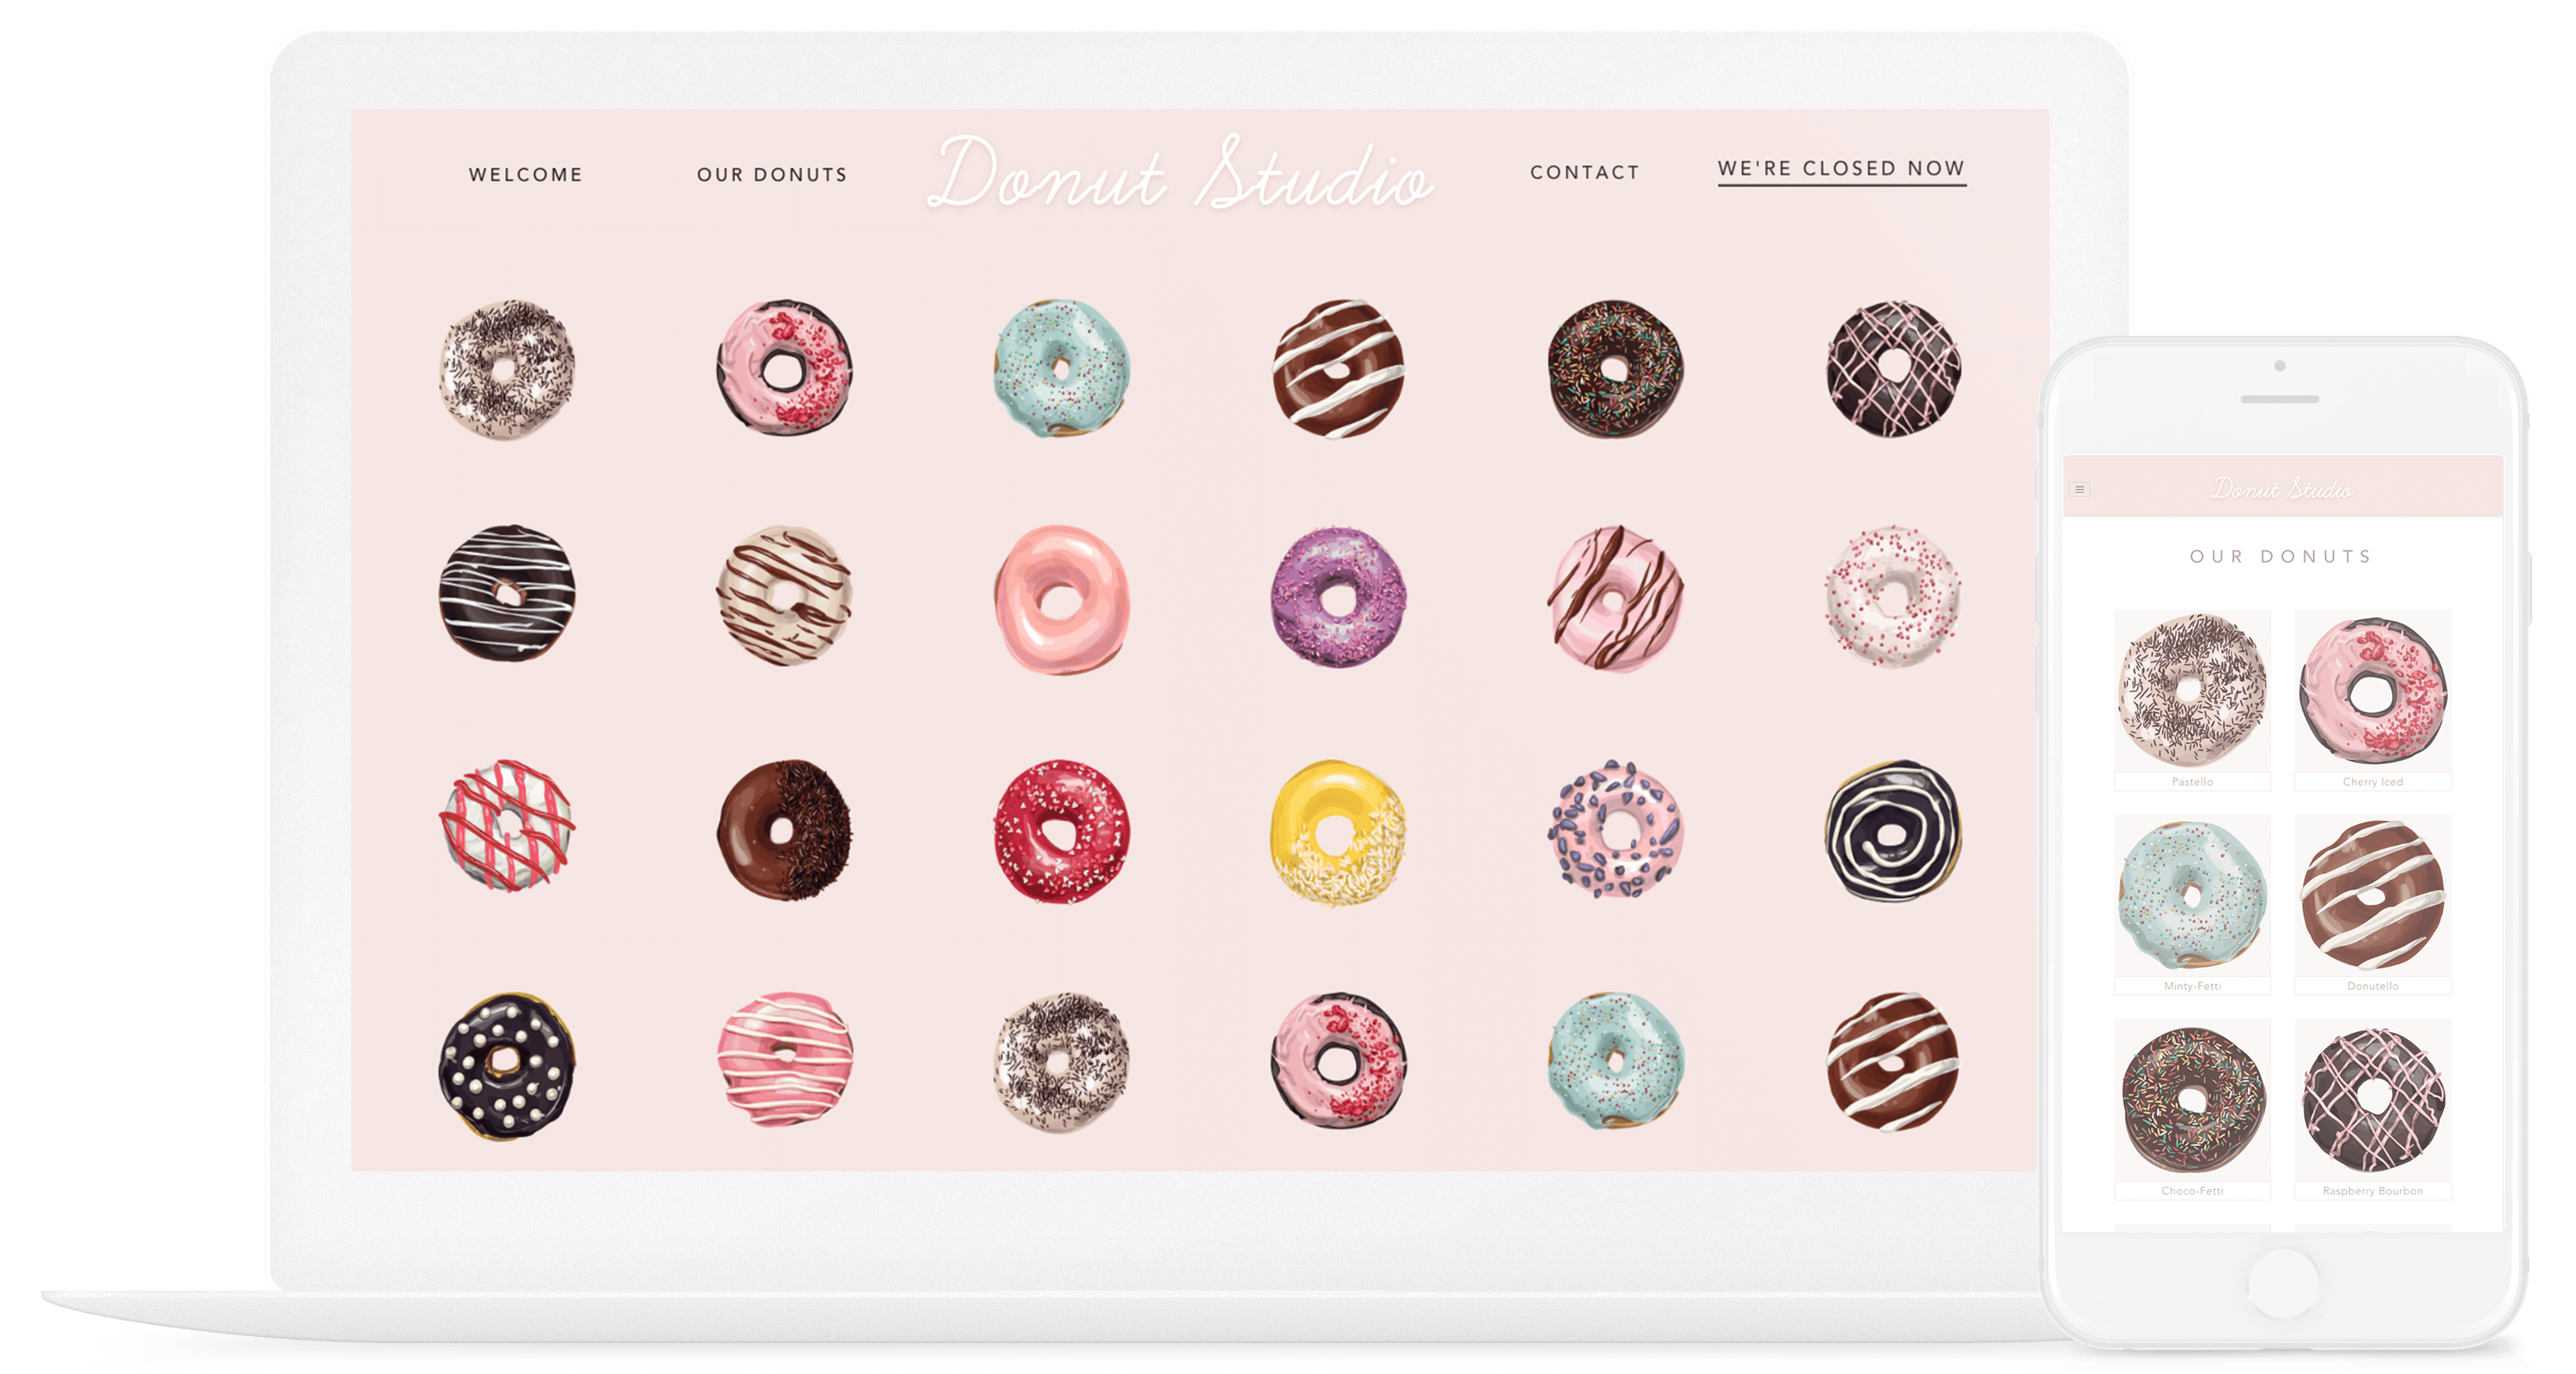 WELCOME
OUR DONUTS
Donut Studio
CONTACT
WE'RE CLOSED NOW
Donut Studio
OUR DONUTS
Pastello
Cherry Iced
Minty-Fetti
Donutello
Choco-Fetti
Raspberry Bourbon